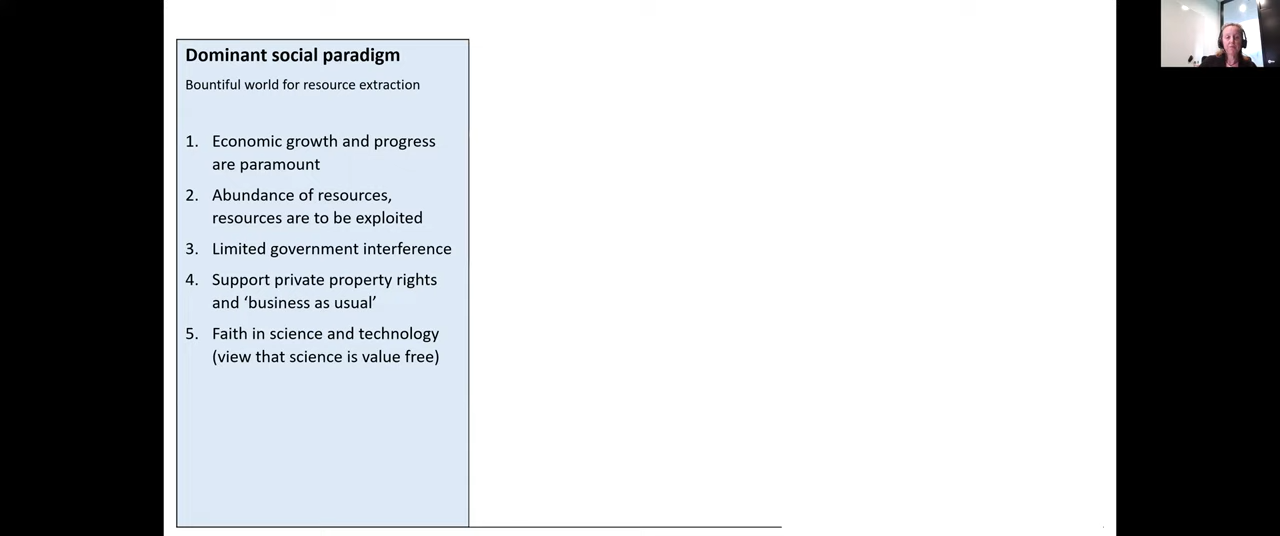 Dominant social paradigm
Bountiful world for resource extraction
1. Economic growth and progress
are paramount
2. Abundance of resources,
resources are to be exploited
3. Limited government interference
4. Support private property rights
and ‘business as usual’
5. Faith in science and technology
(view that science is value free)